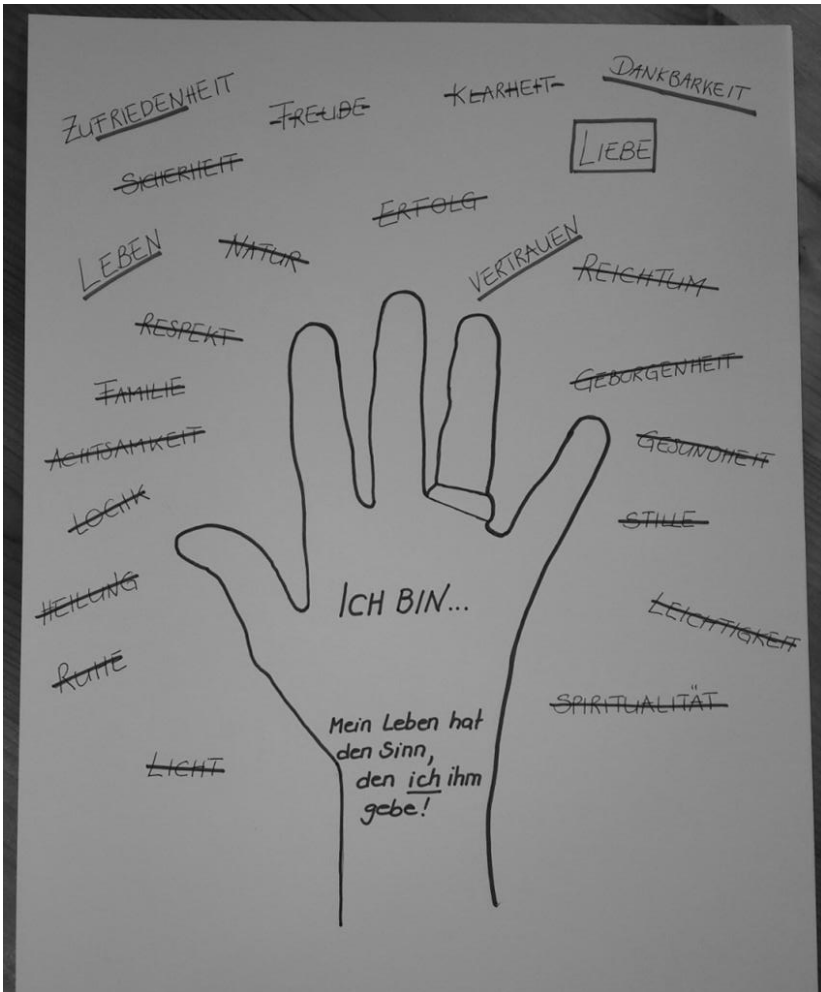 ZUFRIEDENHEIT
FREUDE
KLARHEIT
DANKBARKEIT
SICHERHEIT
LIEBE
ERFOLG
LEBEN
NATUR
VERTRAUEN
REICHTUM
RESPEKT
FAMILIE
GEBORGENHEIT
ACHTSAMKEIT
GESUNDHEIT
LOGIK
STILLE
HEILUNG
ICH BIN...
LEICHTIGKEIT
RUHE
SPIRITUALITÄT
LICHT
Mein Leben hat
den Sinn,
den ich ihm
gebe!